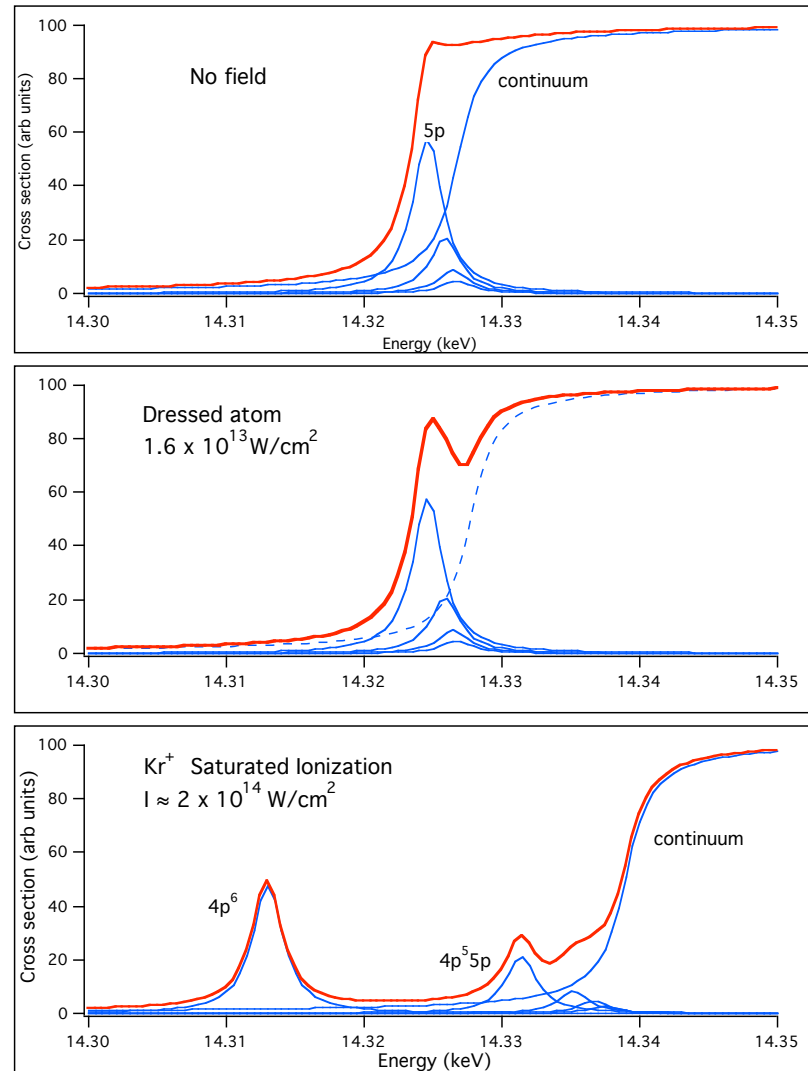 100
80
60
40
20
0
Cross section (arb units)
No field
5p
continuum
14.30 14.31 14.32 14.33 14.34 14.35
Energy (keV)
100
80
60
40
20
0
Dressed atom
1.6 x 10^13 W/cm^2
14.30 14.31 14.32 14.33 14.34 14.35
100
80
60
40
20
0
Cross section (arb units)
Kr^+ Saturated Ionization
I ≈ 2 x 10^14 W/cm^2
4p^6
4p^5 5p
continuum
14.30 14.31 14.32 14.33 14.34 14.35
Energy (keV)